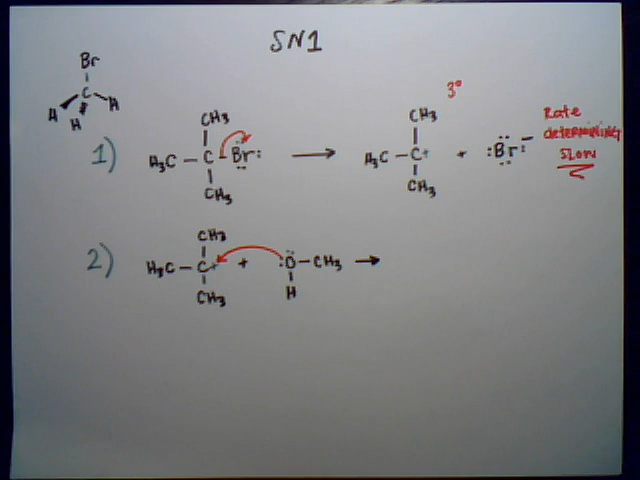 SN1
Br
C
H H H
3°
Rate
determining
slow
CH3 CH3
1) H3C - C - Br: → H3C - C+ + :Br:-
CH3 CH3
CH3
2) H3C - C+ + :O - CH3 →
CH3 H